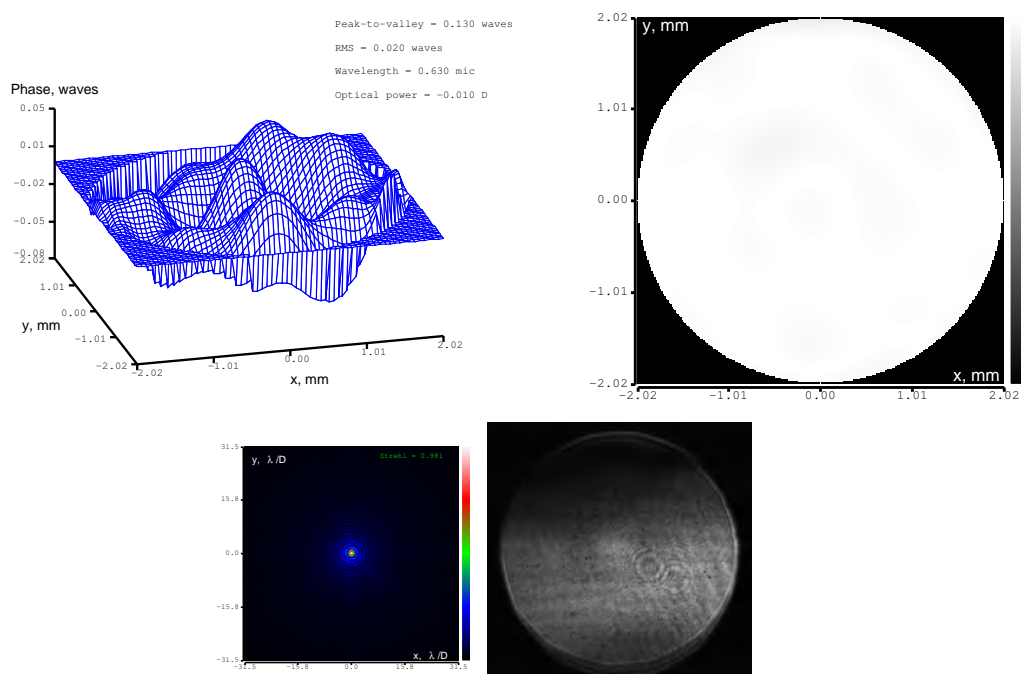 Peak-to-valley = 0.130 waves
RMS = 0.020 waves
Wavelength = 0.630 mic
Optical power = -0.010 D
Phase, waves
0.05
0.01
-0.02
-0.05
-0.08
2.02
1.01
0.00
-1.01
-2.02
y, mm
-2.02
-1.01
0.00
1.01
2.02
x, mm
2.02
1.01
0.00
-1.01
-2.02
y, mm
x, mm
-2.02
-1.01
0.00
1.01
2.02
31.5
15.8
0.0
-15.8
-31.5
y, λ/D
Strehl = 0.981
x, λ/D
-31.5
-15.8
0.0
15.8
31.5